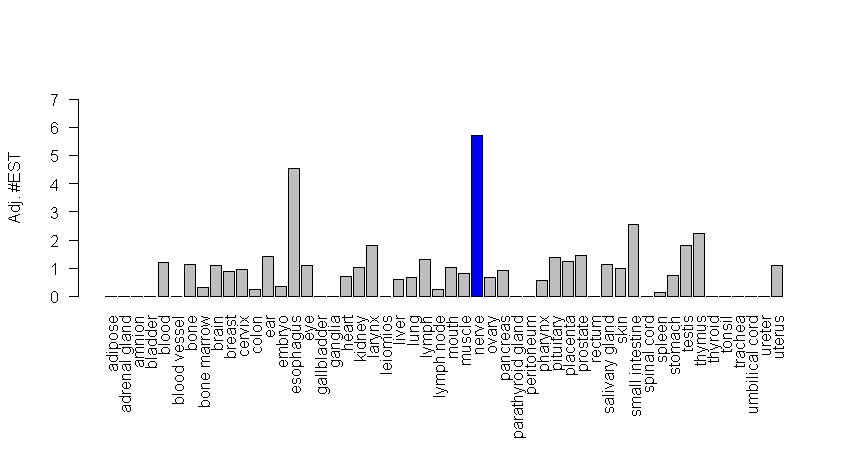 7
6
5
4
3
2
1
0
Adj. #EST
adipose
adrenal gland
amnion
bladder
blood
blood vessel
bone
bone marrow
brain
breast
cervix
colon
ear
embryo
esophagus
eye
gallbladder
ganglia
heart
kidney
larynx
leiomios
liver
lung
lymph
lymph node
mouth
muscle
nerve
ovary
pancreas
parathyroid gland
peritoneum
pharynx
pituitary
placenta
prostate
rectum
salivary gland
skin
small intestine
spinal cord
spleen
stomach
testis
thymus
thyroid
tonsil
trachea
umbilical cord
ureter
uterus